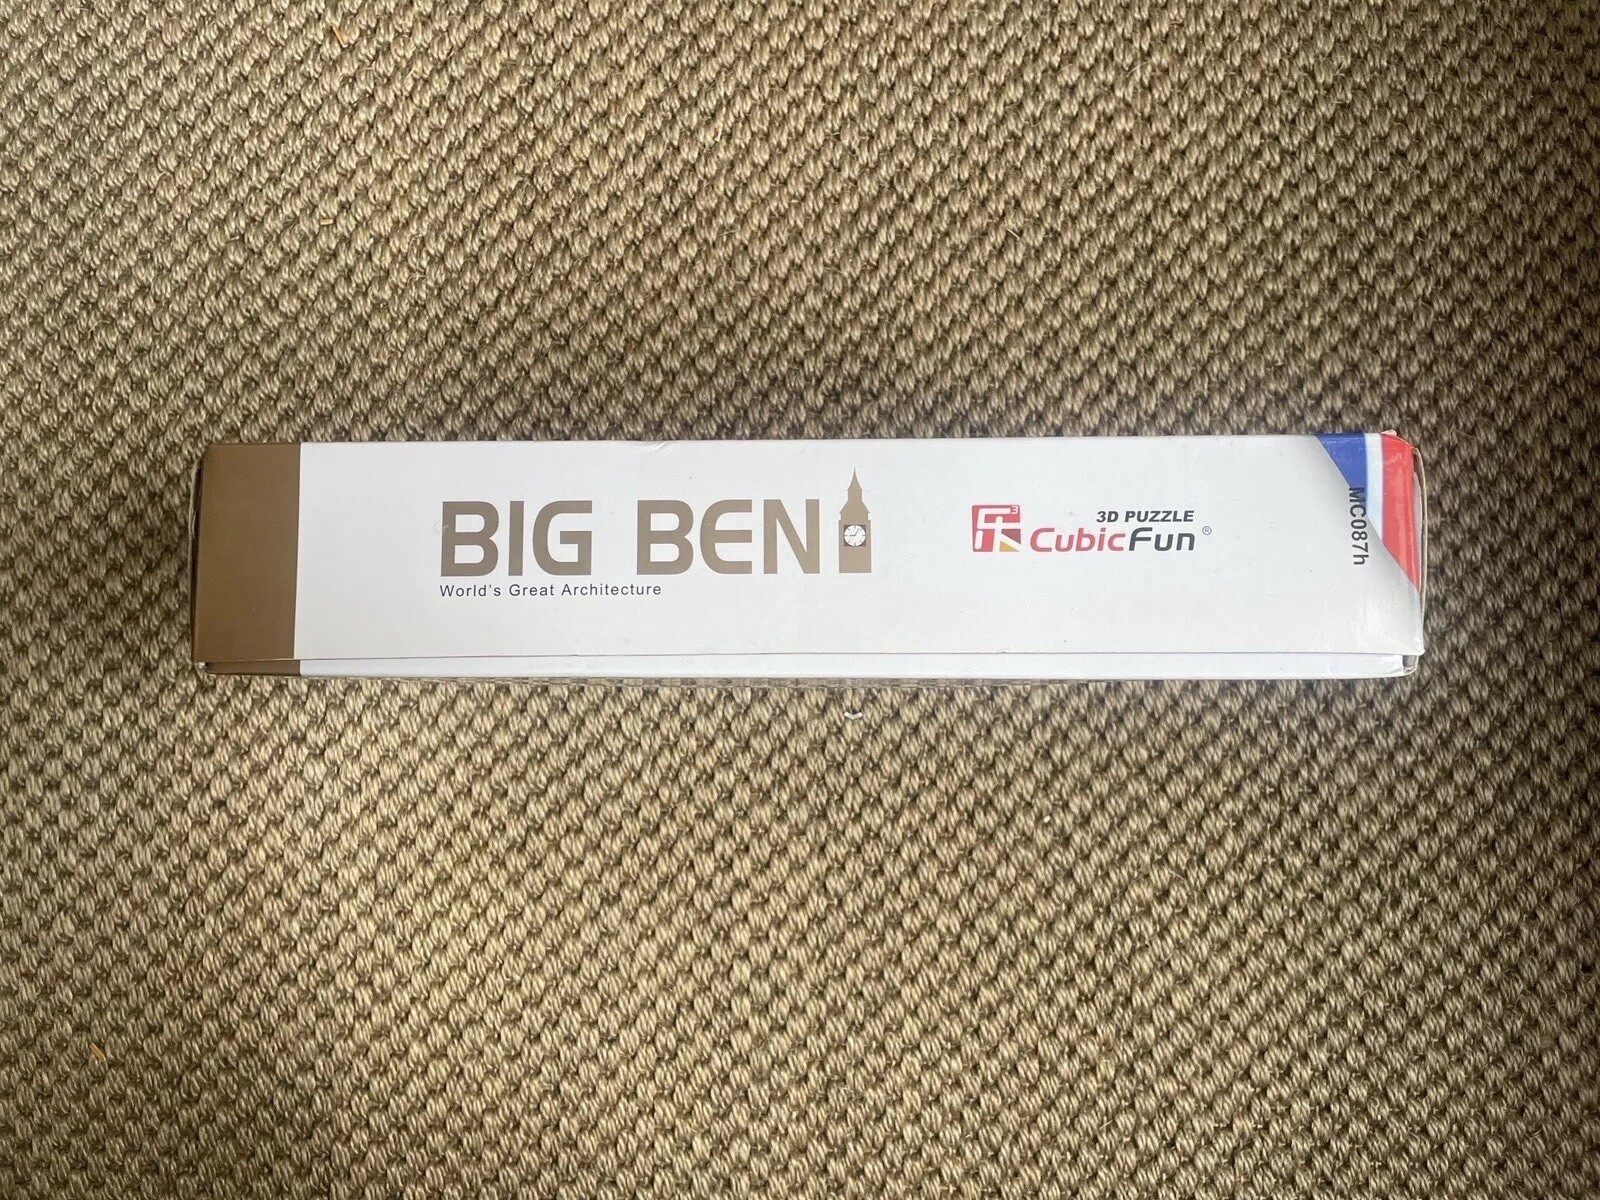 BIG BEN
World's Great Architecture
3D PUZZLE
CubicFun®
MC087h